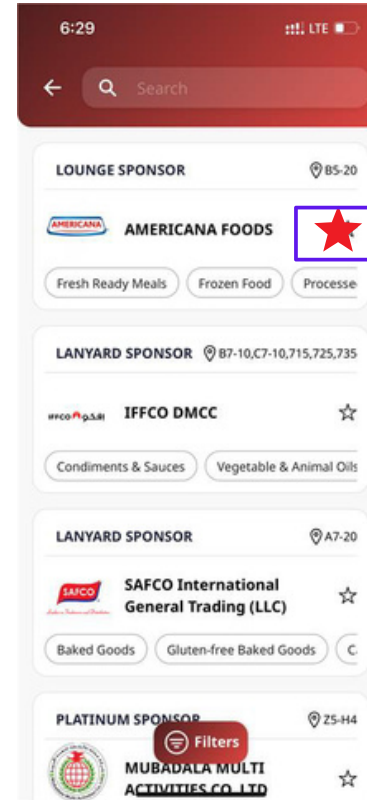 6:29
LTE
Search
LOUNGE SPONSOR B5-20
AMERICANA
AMERICANA FOODS
Fresh Ready Meals Frozen Food Processe
LANYARD SPONSOR B7-10,C7-10,715,725,735
IFFCO إفكو
IFFCO DMCC
Condiments & Sauces Vegetable & Animal Oils
LANYARD SPONSOR A7-20
SAFCO
SAFCO International
General Trading (LLC)
Baked Goods Gluten-free Baked Goods C
PLATINUM SPONSOR Z5-H4
Filters
MUBADALA MULTI
ACTIVITIES CO. LTD